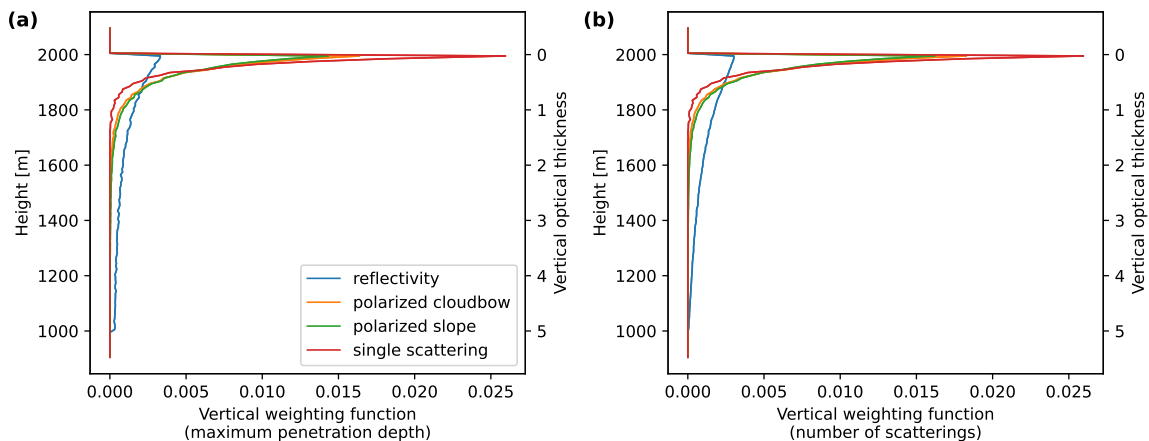 (a)
2000
1800
1600
1400
1200
1000
Height [m]
0
1
2
3
4
5
Vertical optical thickness
reflectivity
polarized cloudbow
polarized slope
single scattering
0.000 0.005 0.010 0.015 0.020 0.025
Vertical weighting function
(maximum penetration depth)
(b)
2000
1800
1600
1400
1200
1000
Height [m]
0
1
2
3
4
5
Vertical optical thickness
0.000 0.005 0.010 0.015 0.020 0.025
Vertical weighting function
(number of scatterings)